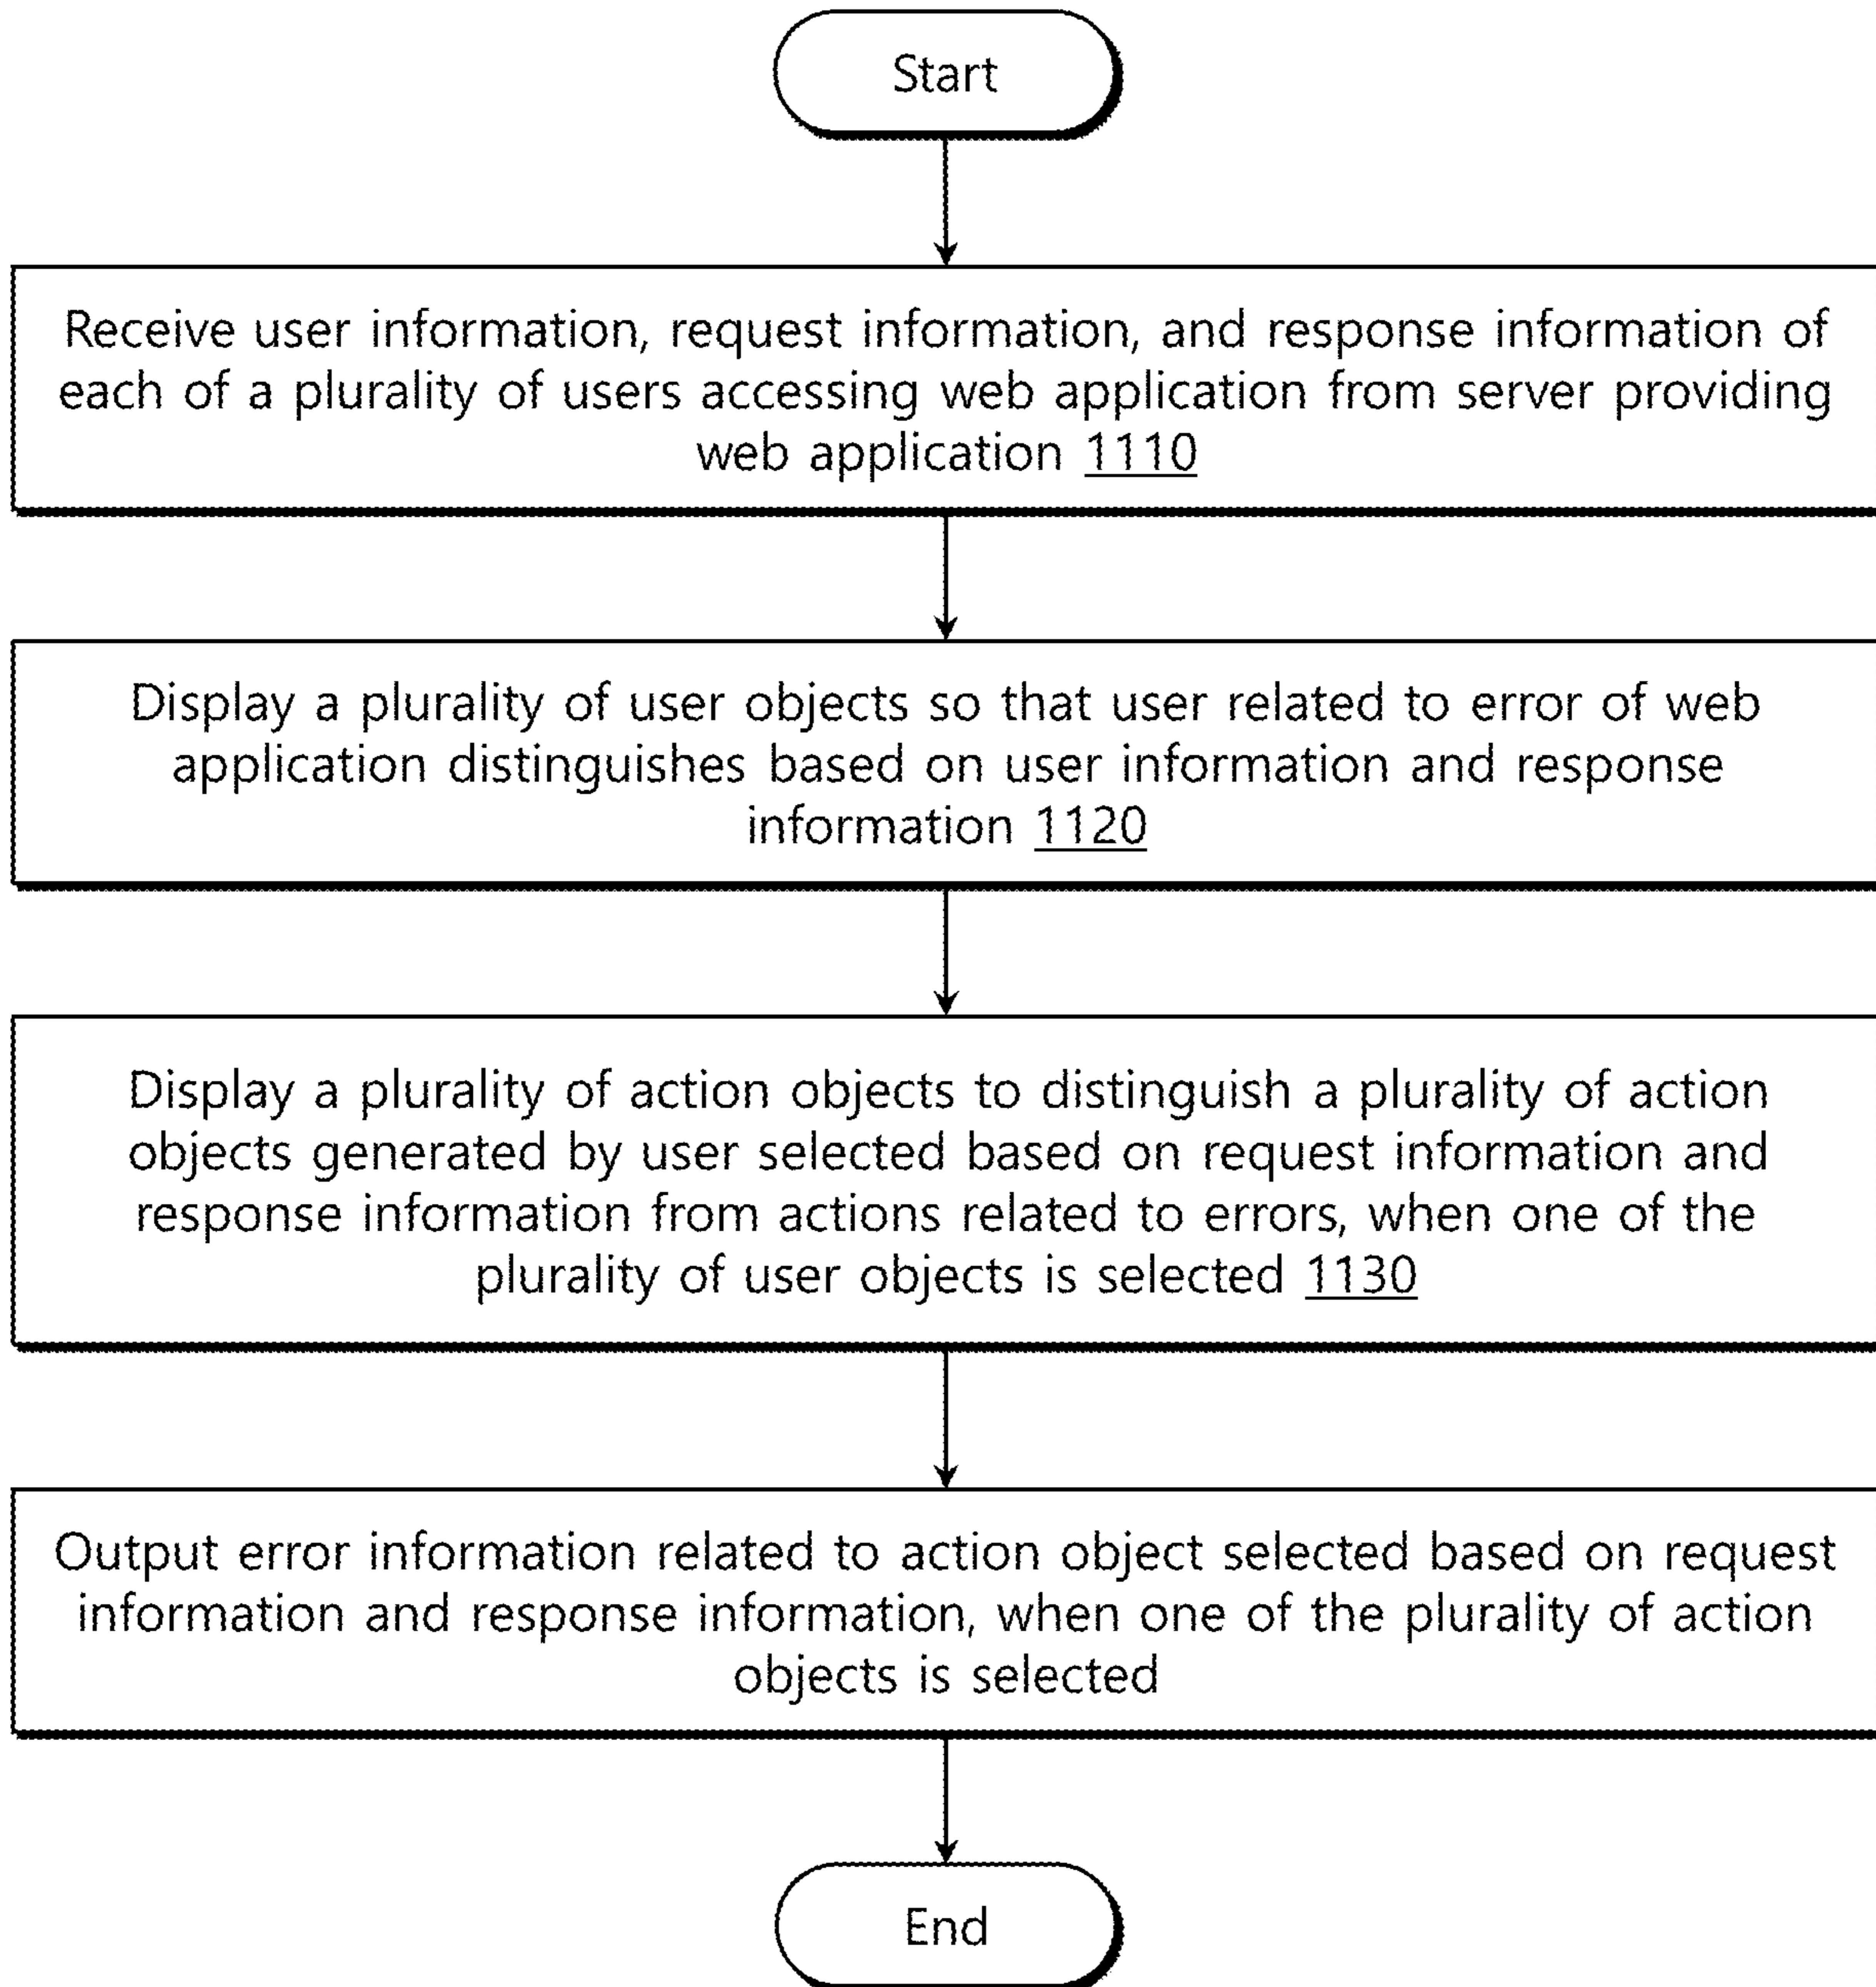 Start
Receive user information, request information, and response information of
each of a plurality of users accessing web application from server providing
web application 1110
Display a plurality of user objects so that user related to error of web
application distinguishes based on user information and response
information 1120
Display a plurality of action objects to distinguish a plurality of action
objects generated by user selected based on request information and
response information from actions related to errors, when one of the
plurality of user objects is selected 1130
Output error information related to action object selected based on request
information and response information, when one of the plurality of action
objects is selected
End